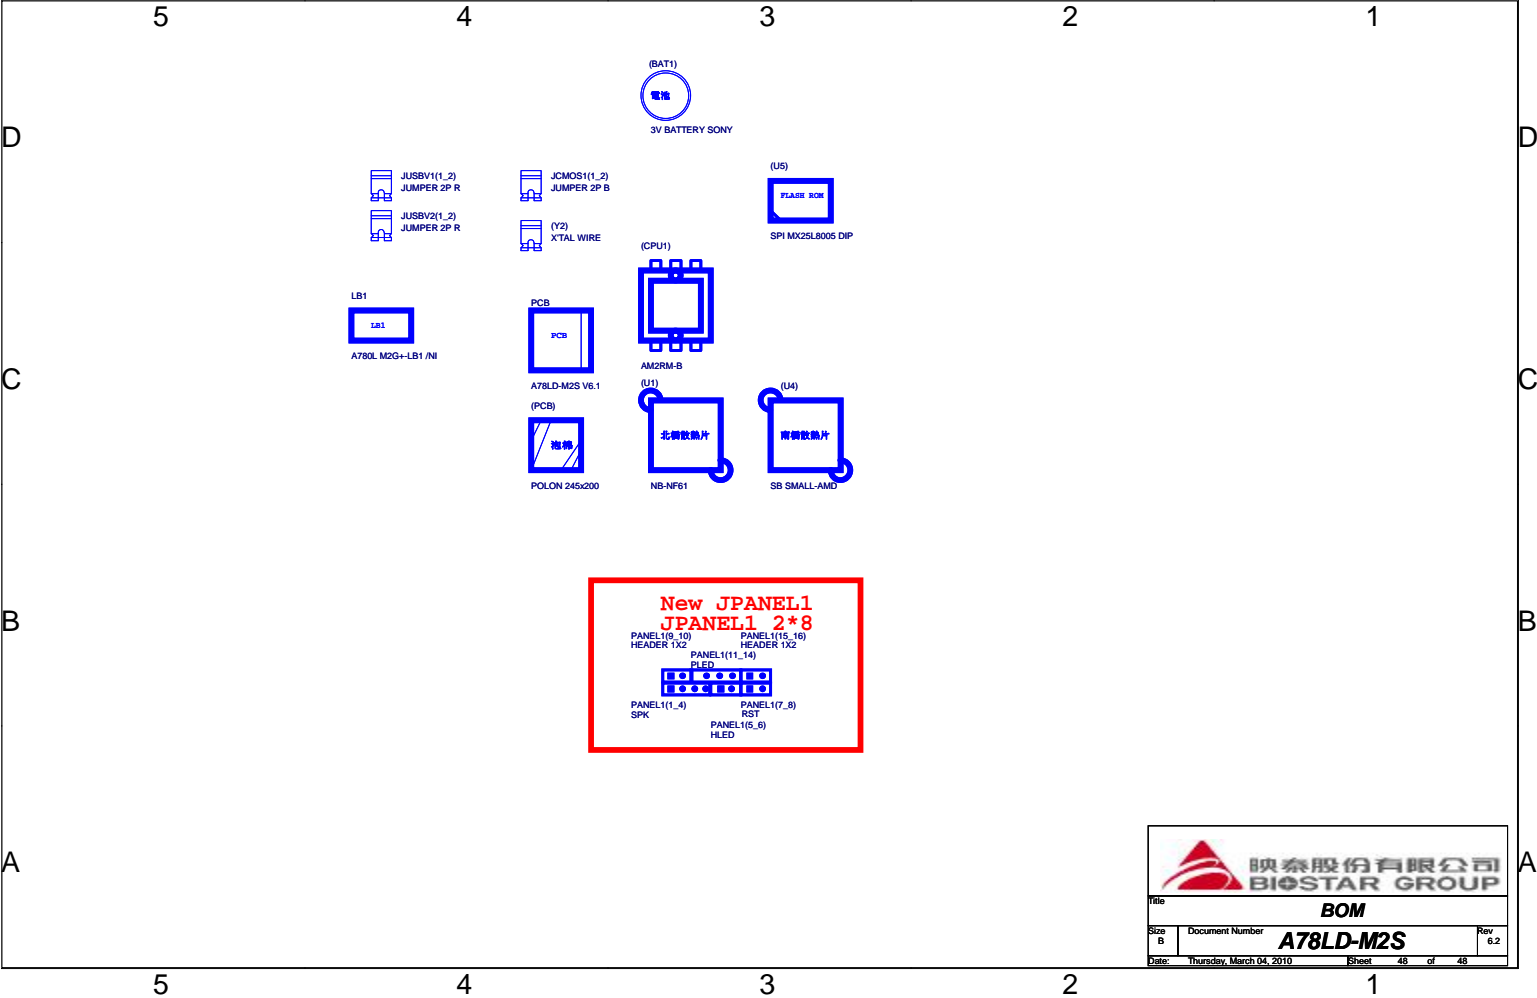 5 4 3 2 1
(BAT1)
電池
3V BATTERY SONY
D D
(U5)
FLASH ROM
SPI MX25L8005 DIP
JUSBV1(1_2)
JUMPER 2P R
JCMOS1(1_2)
JUMPER 2P B
JUSBV2(1_2)
JUMPER 2P R
(Y2)
X'TAL WIRE
(CPU1)
AM2RM-B
LB1
LB1
A780L M2G+-LB1 /NI
PCB
PCB
A78LD-M2S V6.1
C C
(PCB)
泡棉
POLON 245x200
(U1)
北橋散熱片
NB-NF61
(U4)
南橋散熱片
SB SMALL-AMD
B B
New JPANEL1
JPANEL1 2*8
PANEL1(9_10)
HEADER 1X2
PANEL1(15_16)
HEADER 1X2
PANEL1(11_14)
PLED
PANEL1(1_4)
SPK
PANEL1(7_8)
RST
PANEL1(5_6)
HLED
A A
映泰股份有限公司
BIOSTAR GROUP
Title
BOM
Size
B
Document Number
A78LD-M2S
Rev
6.2
Date: Thursday, March 04, 2010 Sheet 48 of 48
5 4 3 2 1